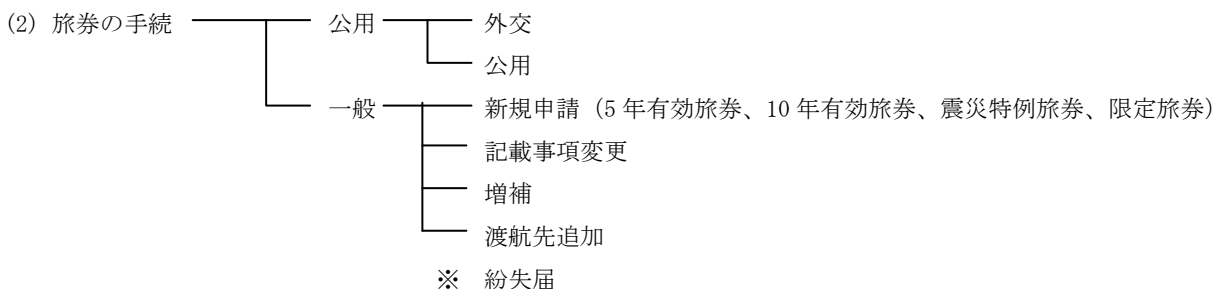 (2) 旅券の手続 公用 外交
公用
一般 新規申請（5 年有効旅券、10 年有効旅券、震災特例旅券、限定旅券）
記載事項変更
増補
渡航先追加
※ 紛失届